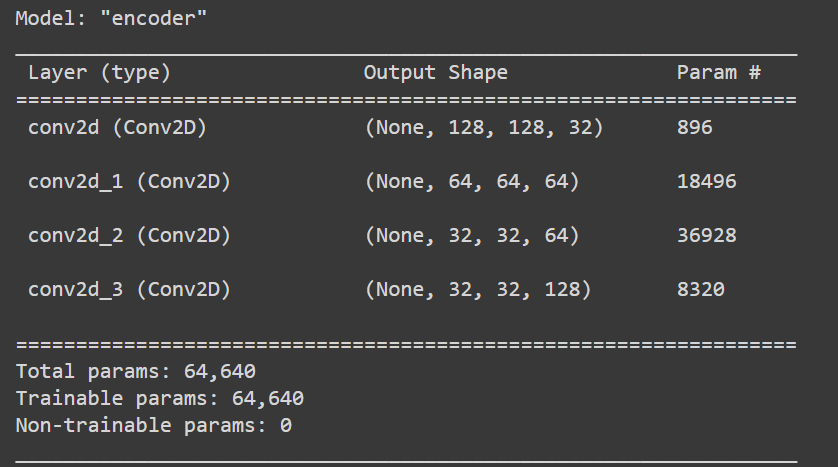 Model: "encoder"
_________________________________________________________________
Layer (type) Output Shape Param #
=================================================================
conv2d (Conv2D) (None, 128, 128, 32) 896
conv2d_1 (Conv2D) (None, 64, 64, 64) 18496
conv2d_2 (Conv2D) (None, 32, 32, 64) 36928
conv2d_3 (Conv2D) (None, 32, 32, 128) 8320
=================================================================
Total params: 64,640
Trainable params: 64,640
Non-trainable params: 0
_________________________________________________________________